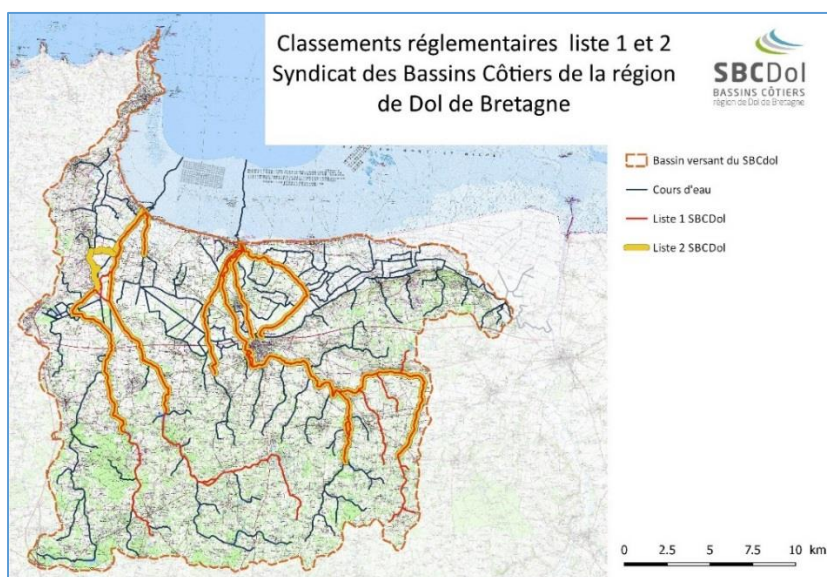 Classements réglementaires liste 1 et 2
Syndicat des Bassins Côtiers de la région
de Dol de Bretagne
SBCDol
BASSINS CÔTIERS
région de Dol de Bretagne
Bassin versant du SBCdol
Cours d'eau
Liste 1 SBCDol
Liste 2 SBCDol
0 2,5 5 7,5 10 km